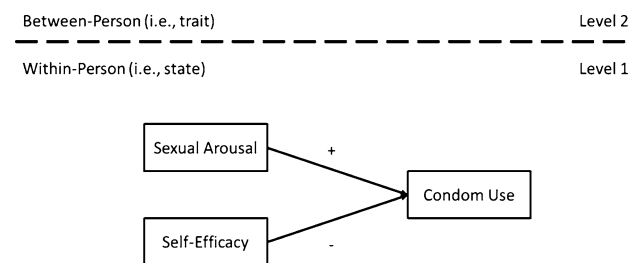 Between-Person (i.e., trait) Level 2
Within-Person (i.e., state) Level 1
Sexual Arousal
+
Condom Use
Self-Efficacy
-